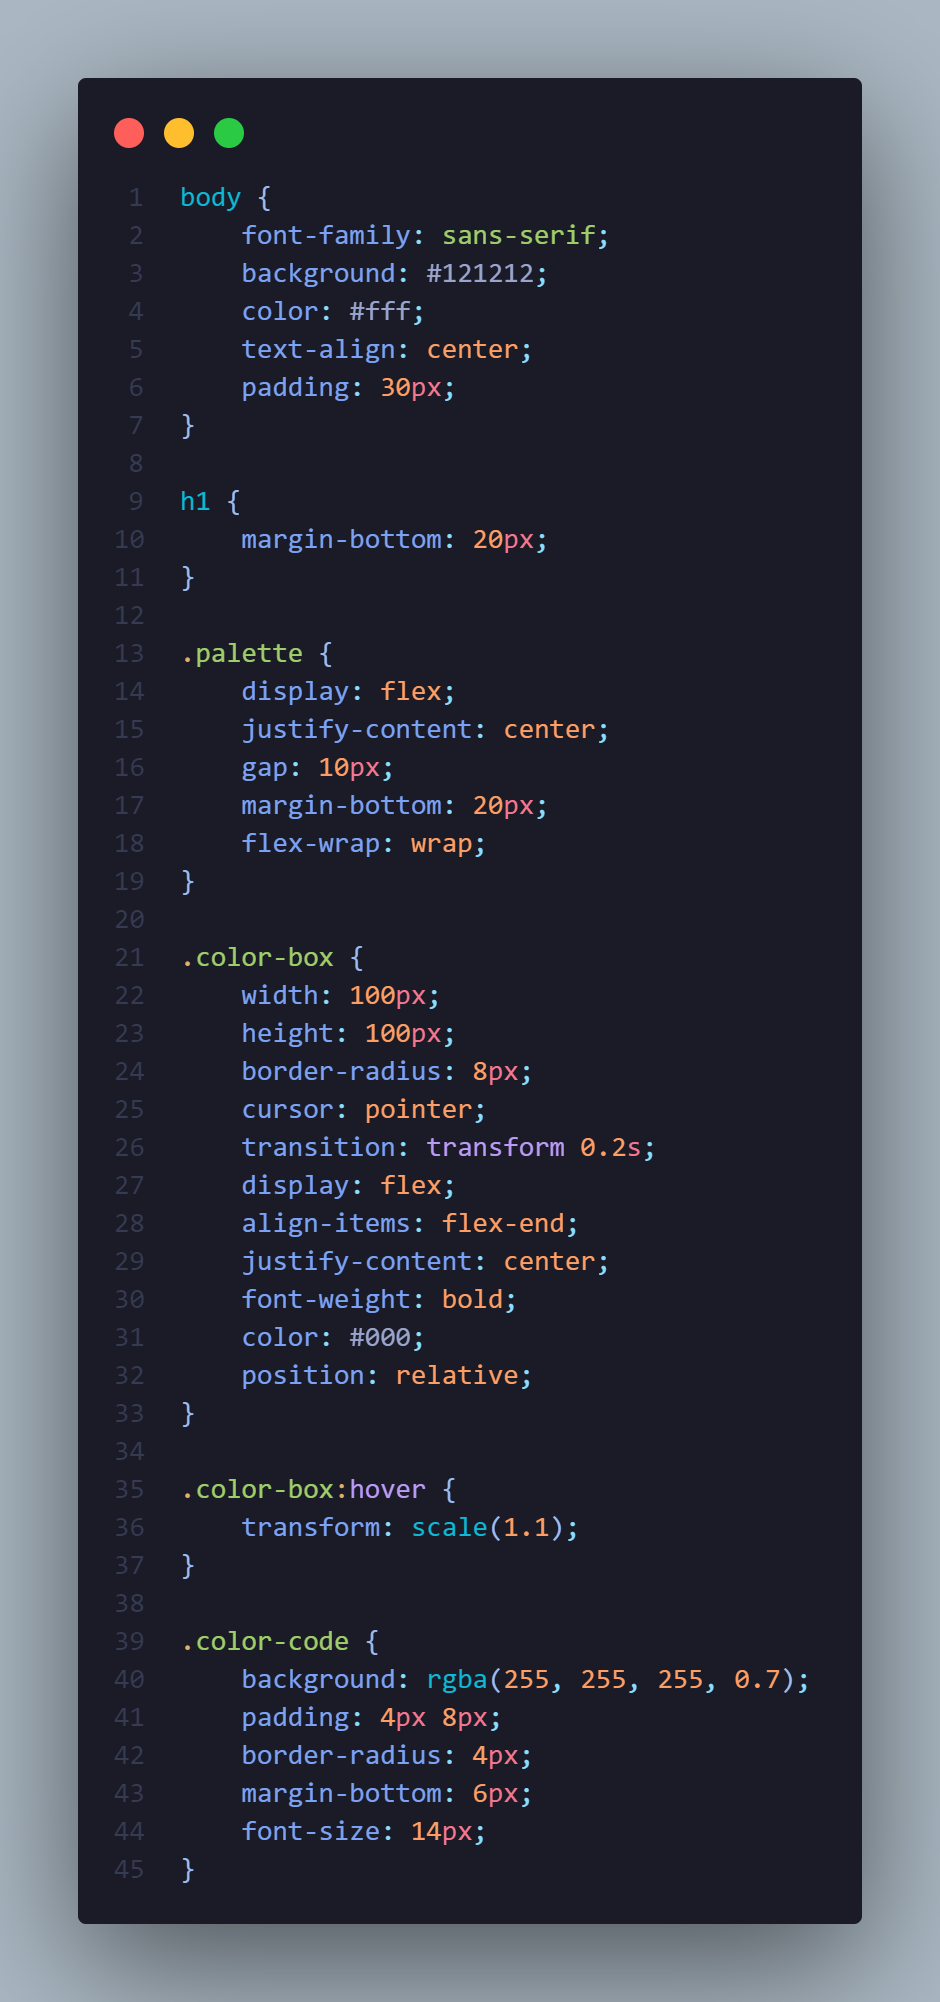 1 body {
2     font-family: sans-serif;
3     background: #121212;
4     color: #fff;
5     text-align: center;
6     padding: 30px;
7 }
8
9 h1 {
10     margin-bottom: 20px;
11 }
12
13 .palette {
14     display: flex;
15     justify-content: center;
16     gap: 10px;
17     margin-bottom: 20px;
18     flex-wrap: wrap;
19 }
20
21 .color-box {
22     width: 100px;
23     height: 100px;
24     border-radius: 8px;
25     cursor: pointer;
26     transition: transform 0.2s;
27     display: flex;
28     align-items: flex-end;
29     justify-content: center;
30     font-weight: bold;
31     color: #000;
32     position: relative;
33 }
34
35 .color-box:hover {
36     transform: scale(1.1);
37 }
38
39 .color-code {
40     background: rgba(255, 255, 255, 0.7);
41     padding: 4px 8px;
42     border-radius: 4px;
43     margin-bottom: 6px;
44     font-size: 14px;
45 }